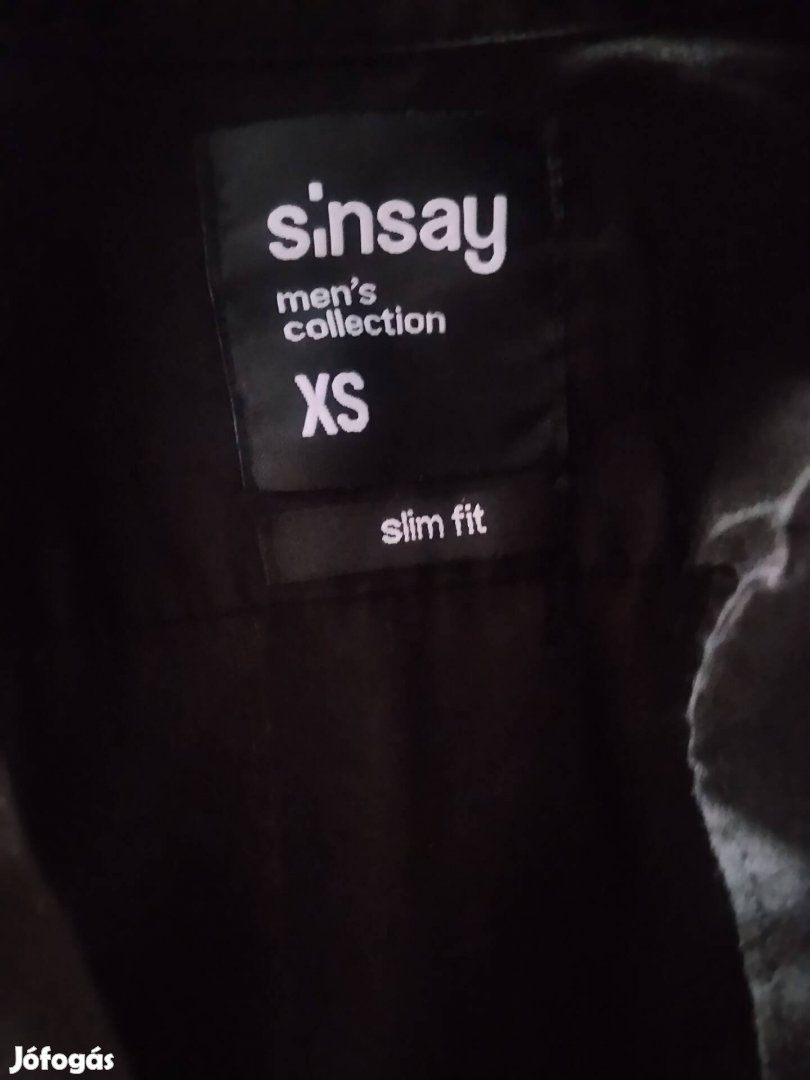 sinsay
men's
collection
XS
slim fit
Jófogás